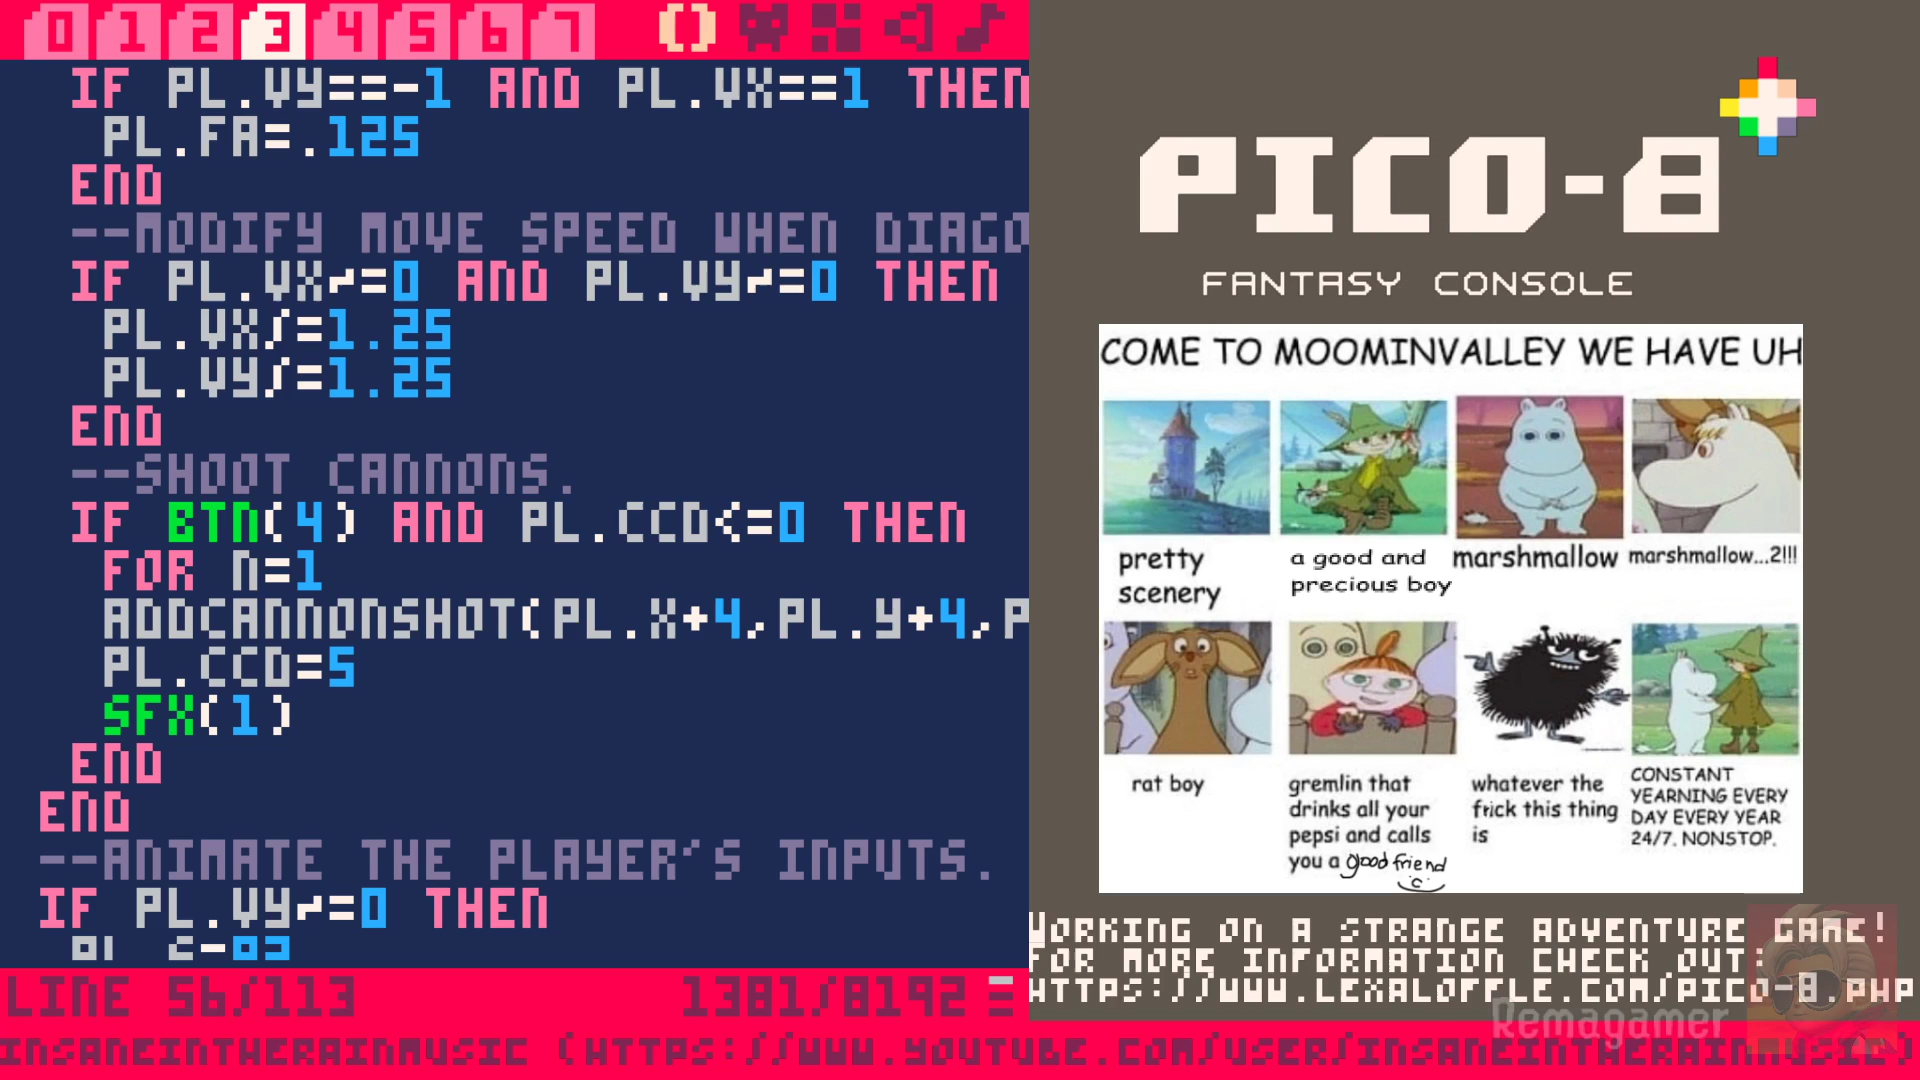 0 1 2 3 4 5 6 7 ()
IF PL.VY==-1 AND PL.VX==1 THEN
PL.FA=.125
END
--MODIFY MOVE SPEED WHEN DIAGO
IF PL.VX~=0 AND PL.VY~=0 THEN
PL.VX/=1.25
PL.VY/=1.25
END
--SHOOT CANNONS.
IF BTN(4) AND PL.CCD<=0 THEN
FOR N=1
ADDCANNONSHOT(PL.X+4,PL.Y+4,P
PL.CCD=5
SFX(1)
END
END
--ANIMATE THE PLAYER'S INPUTS.
IF PL.VY~=0 THEN
LINE 56/113
1381/8192
PICO-8
FANTASY CONSOLE
COME TO MOOMINVALLEY WE HAVE UH
pretty
scenery
a good and
precious boy
marshmallow
marshmallow...2!!!
rat boy
gremlin that
drinks all your
pepsi and calls
you a good friend
whatever the
frick this thing
is
CONSTANT
YEARNING EVERY
DAY EVERY YEAR
24/7. NONSTOP.
WORKING ON A STRANGE ADVENTURE GAME!
FOR MORE INFORMATION CHECK OUT:
HTTPS://WWW.LEXALOFFLE.COM/PICO-8.PHP
Remagamer
INSANEINTHERAINMUSIC (HTTPS://WWW.YOUTUBE.COM/USER/INSANEINTHERAINMUSIC)